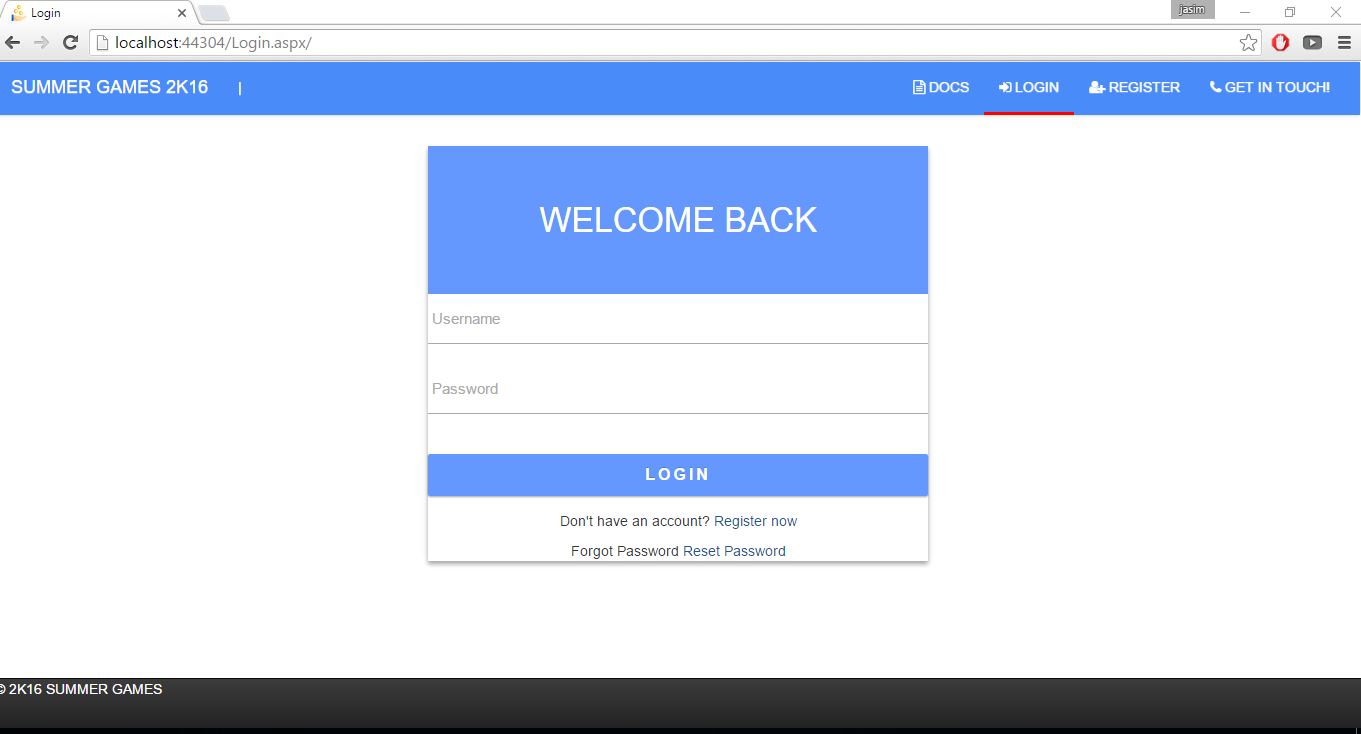 Login
jasim
localhost:44304/Login.aspx/
SUMMER GAMES 2K16 | DOCS LOGIN REGISTER GET IN TOUCH!
WELCOME BACK
Username
Password
LOGIN
Don't have an account? Register now
Forgot Password Reset Password
© 2K16 SUMMER GAMES